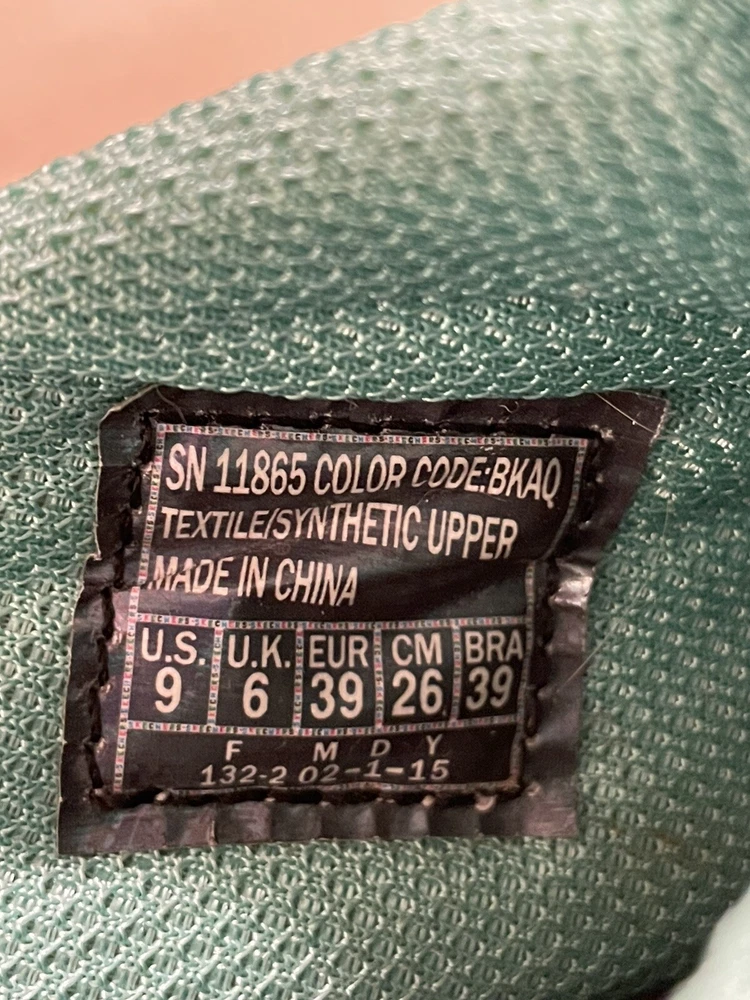 SN 11865 COLOR CODE:BKAQ
TEXTILE/SYNTHETIC UPPER
MADE IN CHINA
U.S. U.K. EUR CM BRA
9 6 39 26 39
F M D Y
132-2 02-1-15